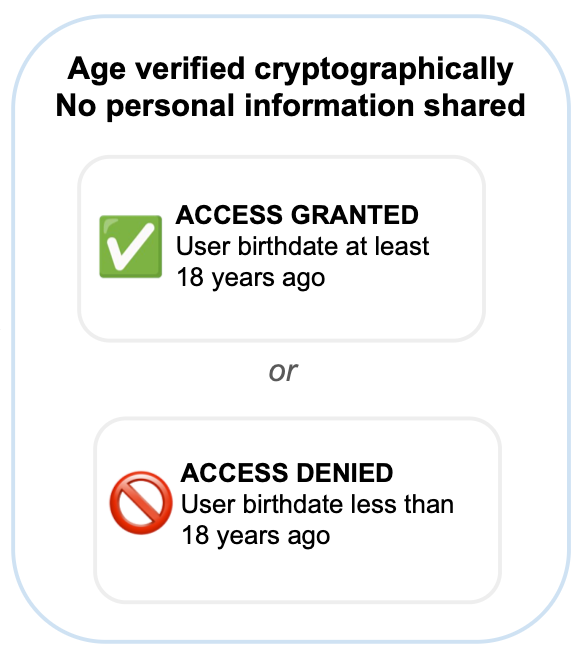 Age verified cryptographically
No personal information shared
ACCESS GRANTED
User birthdate at least
18 years ago
or
ACCESS DENIED
User birthdate less than
18 years ago